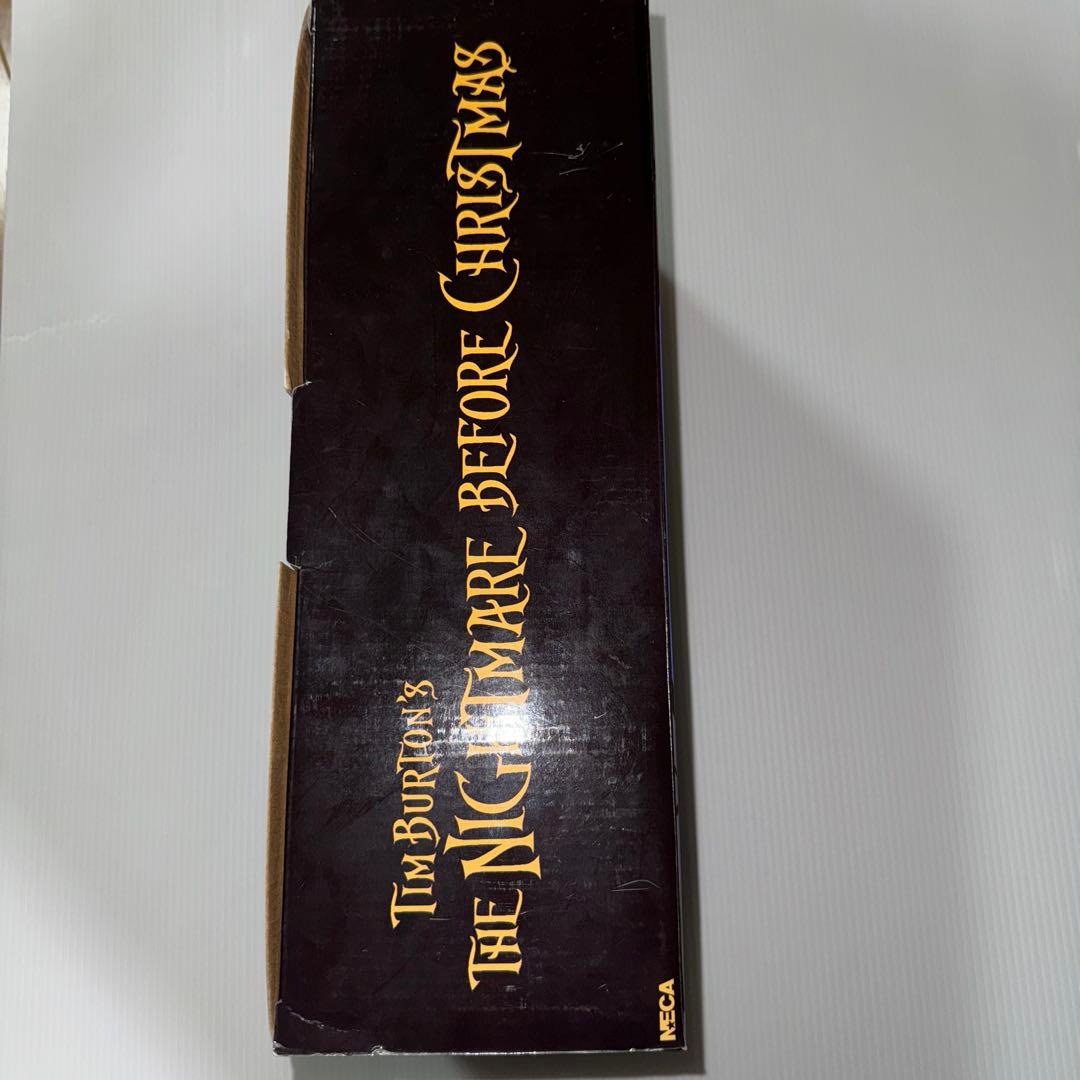 TIM BURTON'S
THE NIGHTMARE BEFORE CHRISTMAS
NECA